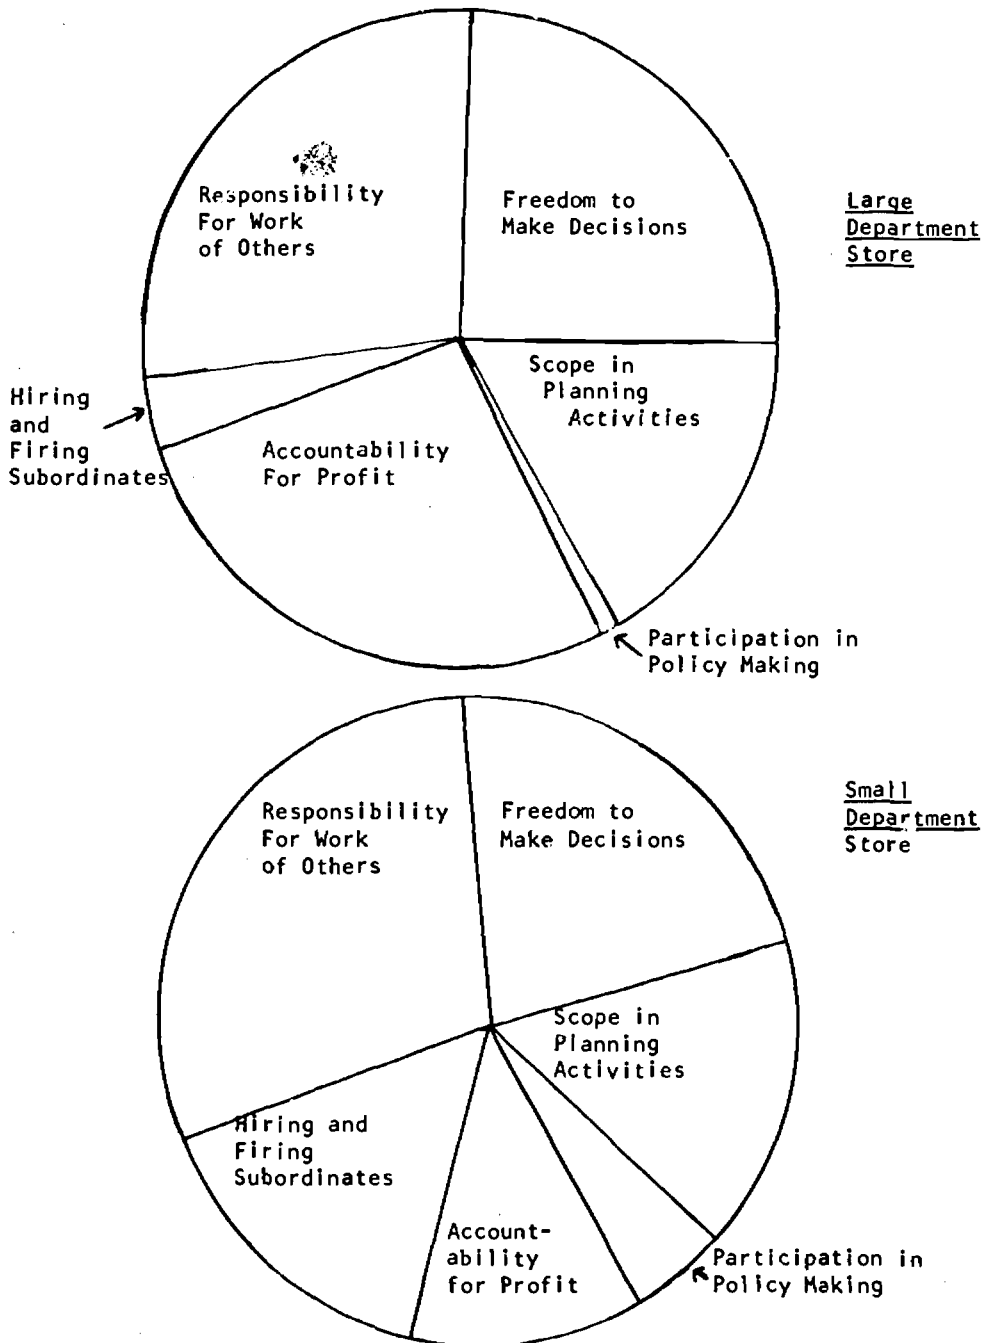 Responsibility
For Work
of Others
Freedom to
Make Decisions
Large
Department
Store
Scope in
Planning
Activities
Hiring
and
Firing
Subordinates
Accountability
For Profit
Participation in
Policy Making
Responsibility
For Work
of Others
Freedom to
Make Decisions
Small
Department
Store
Scope in
Planning
Activities
Hiring and
Firing
Subordinates
Account-
ability
for Profit
Participation in
Policy Making